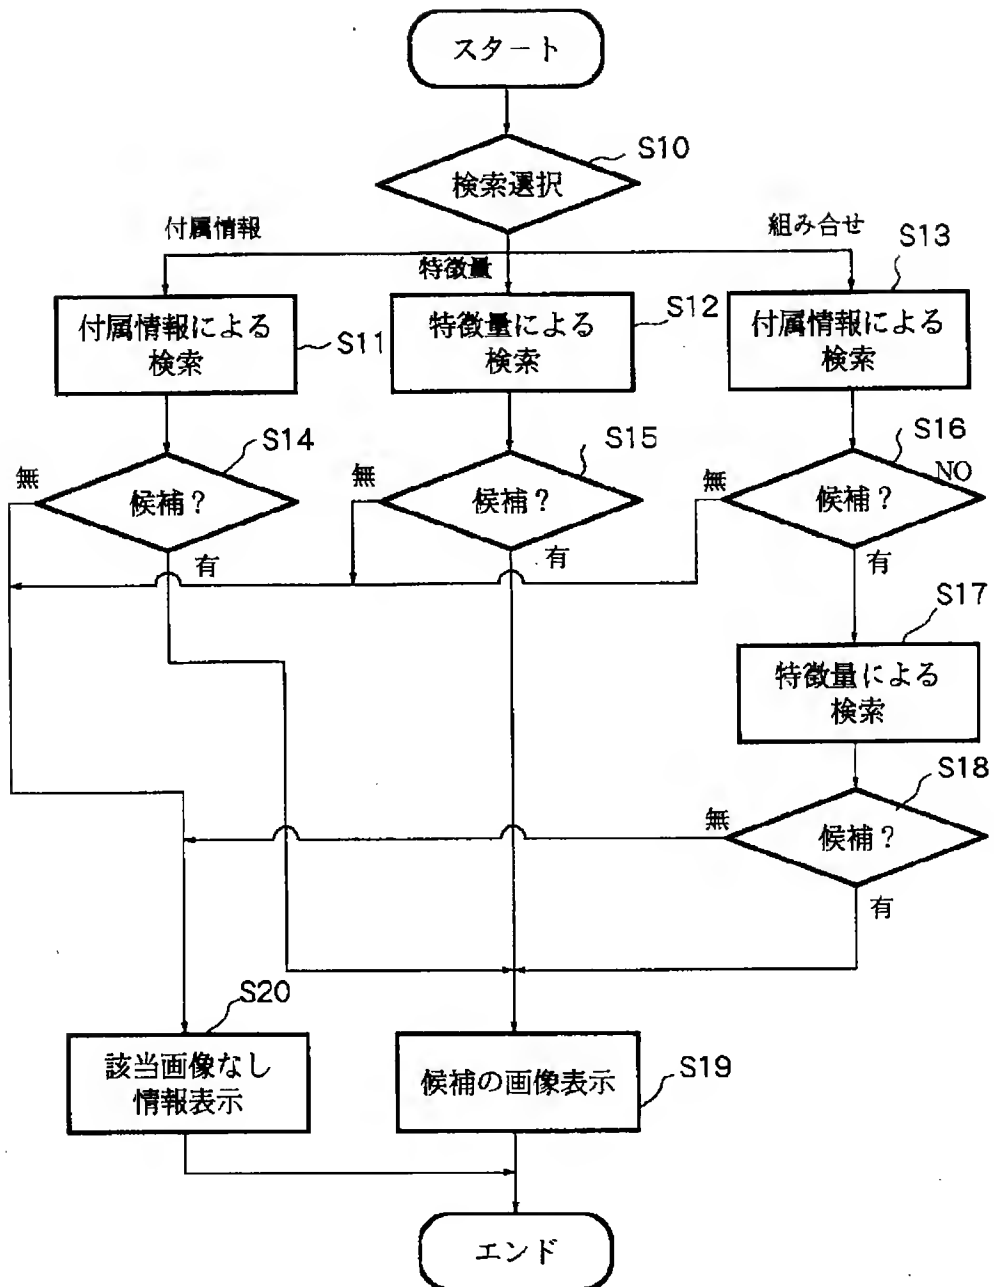 スタート
S10
検索選択
付属情報
特徴量
組み合せ
S13
付属情報による
検索
S11
特徴量による
検索
S12
付属情報による
検索
S14
無
候補？
有
S15
無
候補？
有
S16
NO
無
候補？
有
S17
特徴量による
検索
S18
無
候補？
有
S20
該当画像なし
情報表示
候補の画像表示
S19
エンド